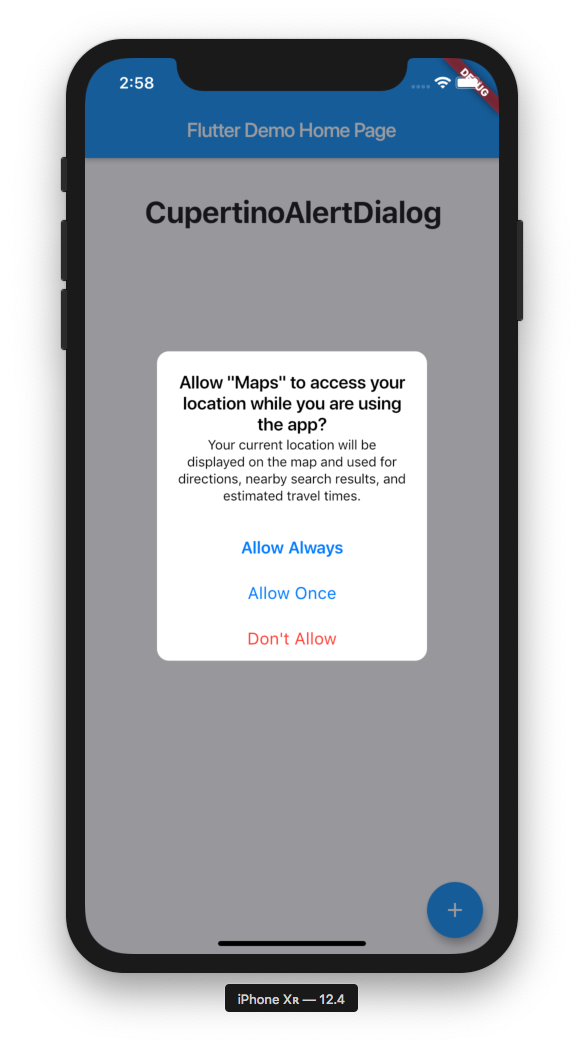 2:58
DEBUG
Flutter Demo Home Page
CupertinoAlertDialog
Allow "Maps" to access your
location while you are using
the app?
Your current location will be
displayed on the map and used for
directions, nearby search results, and
estimated travel times.
Allow Always
Allow Once
Don't Allow
+
iPhone Xʀ — 12.4